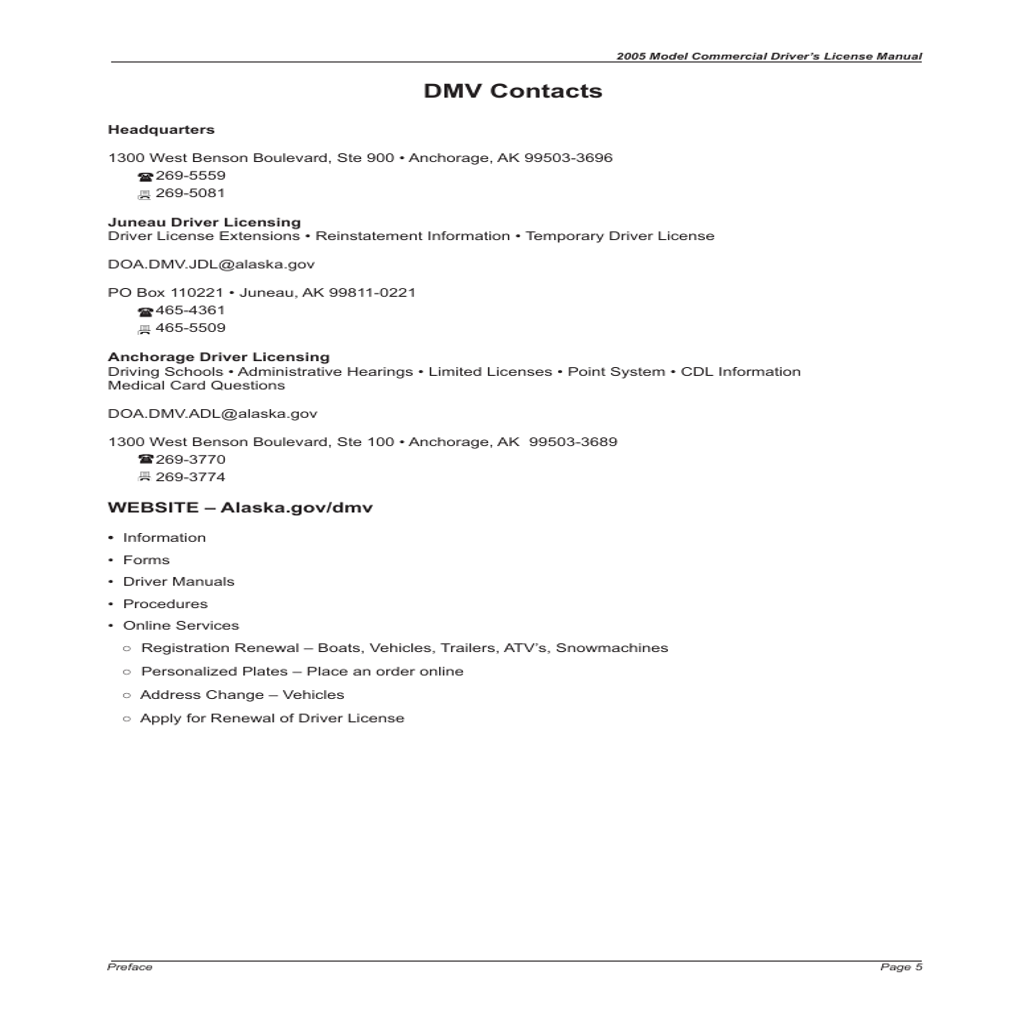 2005 Model Commercial Driver's License Manual
DMV Contacts
Headquarters
1300 West Benson Boulevard, Ste 900 • Anchorage, AK 99503-3696
☎ 269-5559
269-5081
Juneau Driver Licensing
Driver License Extensions • Reinstatement Information • Temporary Driver License
DOA.DMV.JDL@alaska.gov
PO Box 110221 • Juneau, AK 99811-0221
☎ 465-4361
465-5509
Anchorage Driver Licensing
Driving Schools • Administrative Hearings • Limited Licenses • Point System • CDL Information
Medical Card Questions
DOA.DMV.ADL@alaska.gov
1300 West Benson Boulevard, Ste 100 • Anchorage, AK  99503-3689
☎ 269-3770
269-3774
WEBSITE – Alaska.gov/dmv
• Information
• Forms
• Driver Manuals
• Procedures
• Online Services
○ Registration Renewal – Boats, Vehicles, Trailers, ATV's, Snowmachines
○ Personalized Plates – Place an order online
○ Address Change – Vehicles
○ Apply for Renewal of Driver License
Preface
Page 5